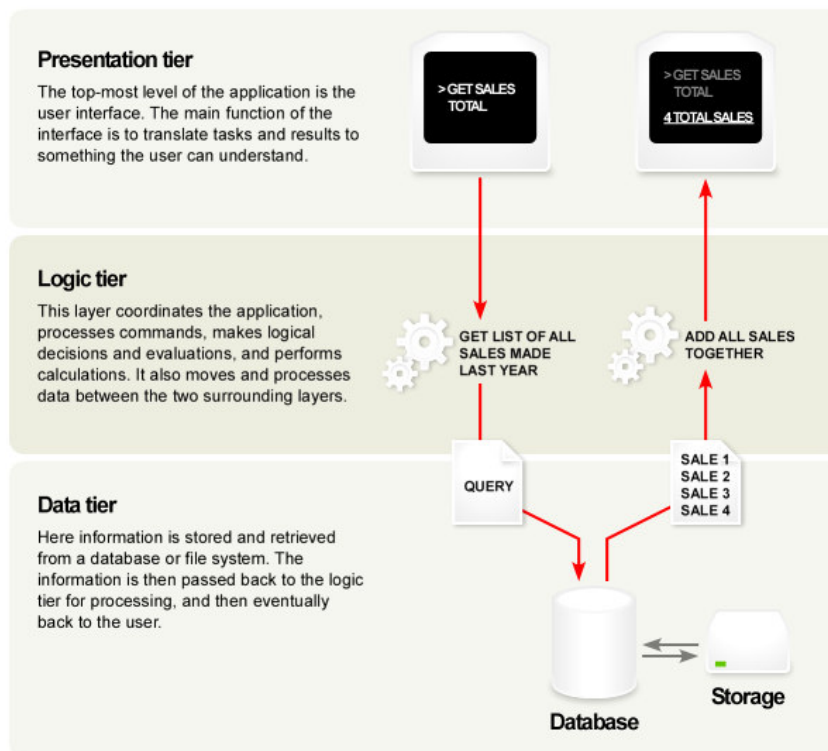 Presentation tier
The top-most level of the application is the
user interface. The main function of the
interface is to translate tasks and results to
something the user can understand.
> GET SALES
TOTAL
> GET SALES
TOTAL
4 TOTAL SALES
Logic tier
This layer coordinates the application,
processes commands, makes logical
decisions and evaluations, and performs
calculations. It also moves and processes
data between the two surrounding layers.
GET LIST OF ALL
SALES MADE
LAST YEAR
ADD ALL SALES
TOGETHER
Data tier
Here information is stored and retrieved
from a database or file system. The
information is then passed back to the logic
tier for processing, and then eventually
back to the user.
QUERY
SALE 1
SALE 2
SALE 3
SALE 4
Database
Storage